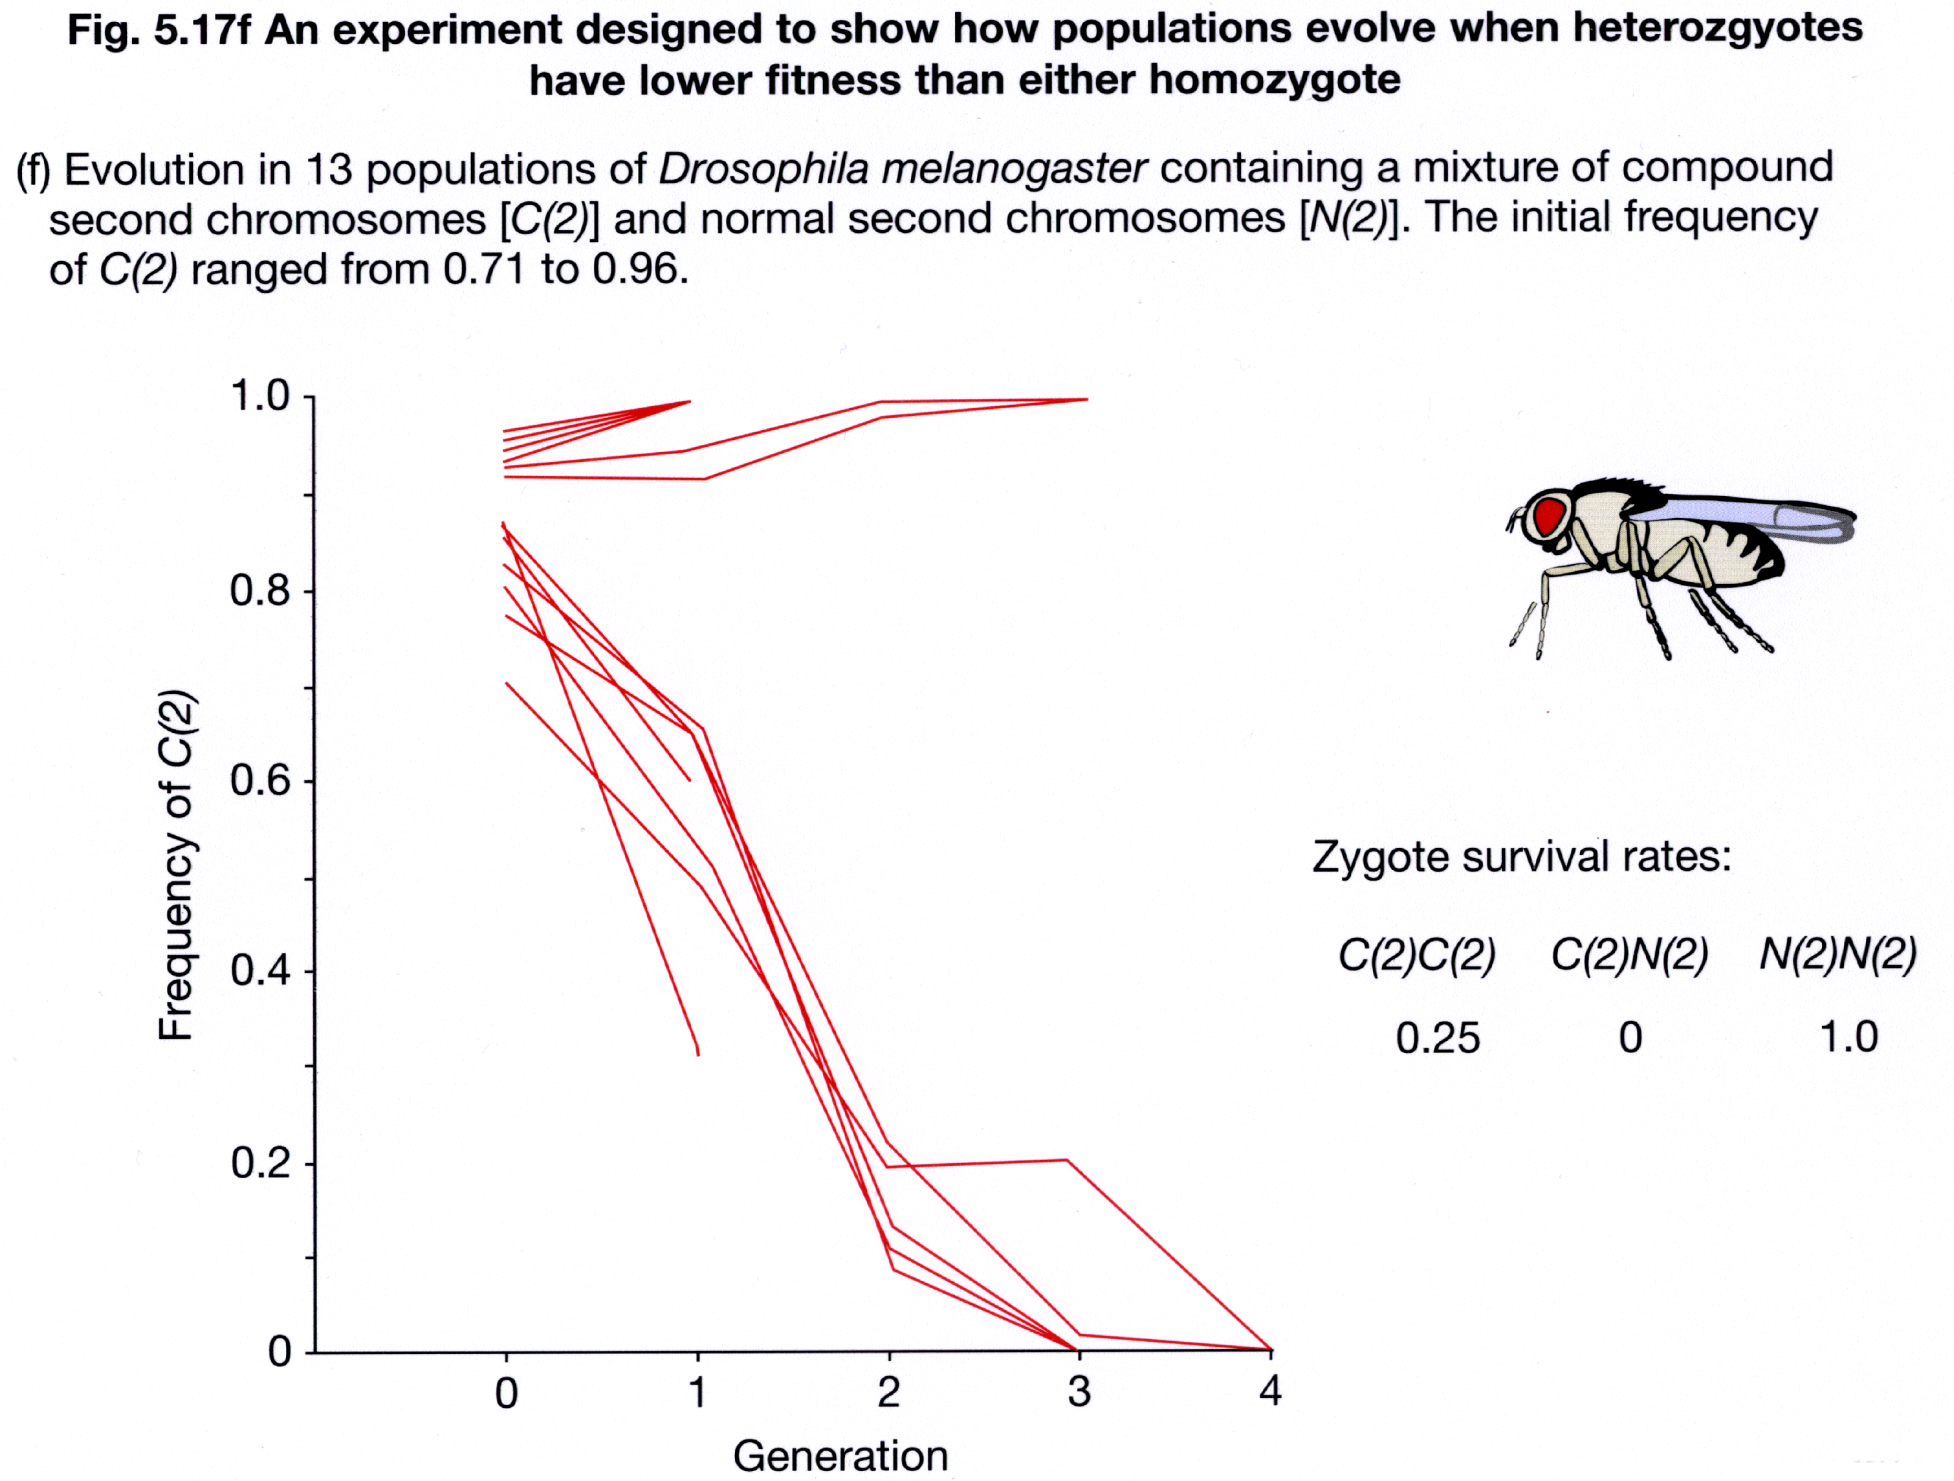 Fig. 5.17f An experiment designed to show how populations evolve when heterozgyotes
have lower fitness than either homozygote
(f) Evolution in 13 populations of Drosophila melanogaster containing a mixture of compound
second chromosomes [C(2)] and normal second chromosomes [N(2)]. The initial frequency
of C(2) ranged from 0.71 to 0.96.
1.0
0.8
0.6
0.4
0.2
0
Frequency of C(2)
0 1 2 3 4
Generation
Zygote survival rates:
C(2)C(2) C(2)N(2) N(2)N(2)
0.25 0 1.0